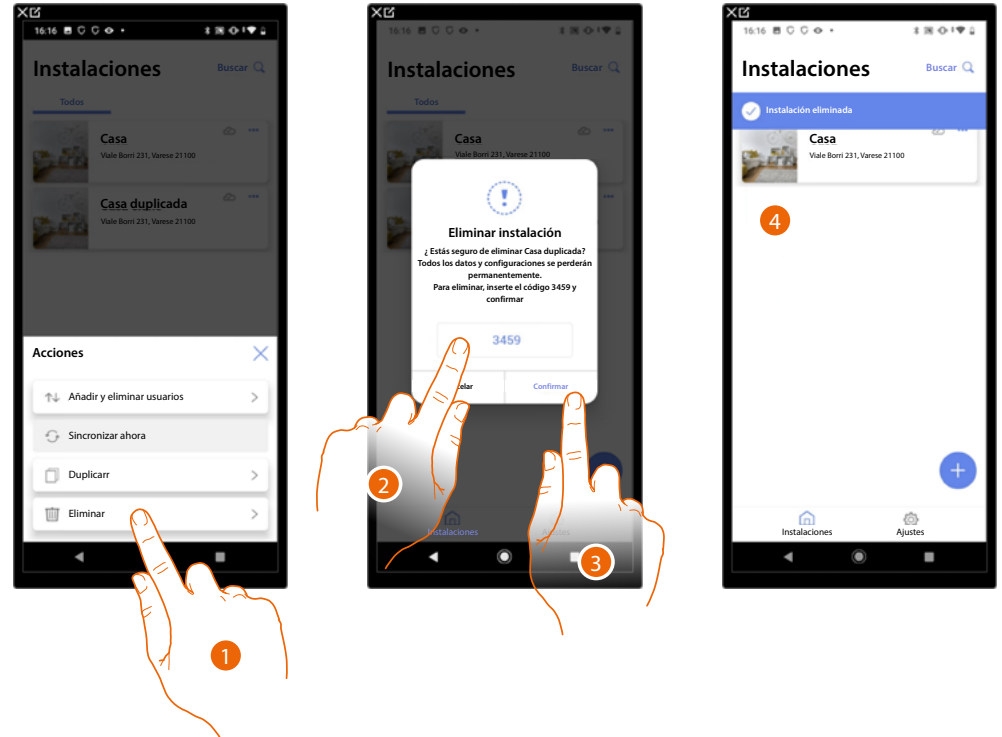 16:16
Instalaciones
Buscar
Todos
Casa
Viale Borri 231, Varese 21100
Casa duplicada
Viale Borri 231, Varese 21100
Acciones
Añadir y eliminar usuarios
Sincronizar ahora
Duplicarr
Eliminar
1
16:16
Instalaciones
Buscar
Todos
Casa
Viale Borri 231, Varese 21100
Eliminar instalación
¿ Estás seguro de eliminar Casa duplicada?
Todos los datos y configuraciones se perderán
permanentemente.
Para eliminar, inserte el código 3459 y
confirmar
3459
elar
Confirmar
2
Instalaciones
3
16:16
Instalaciones
Buscar
Instalación eliminada
Casa
Viale Borri 231, Varese 21100
4
Instalaciones
Ajustes